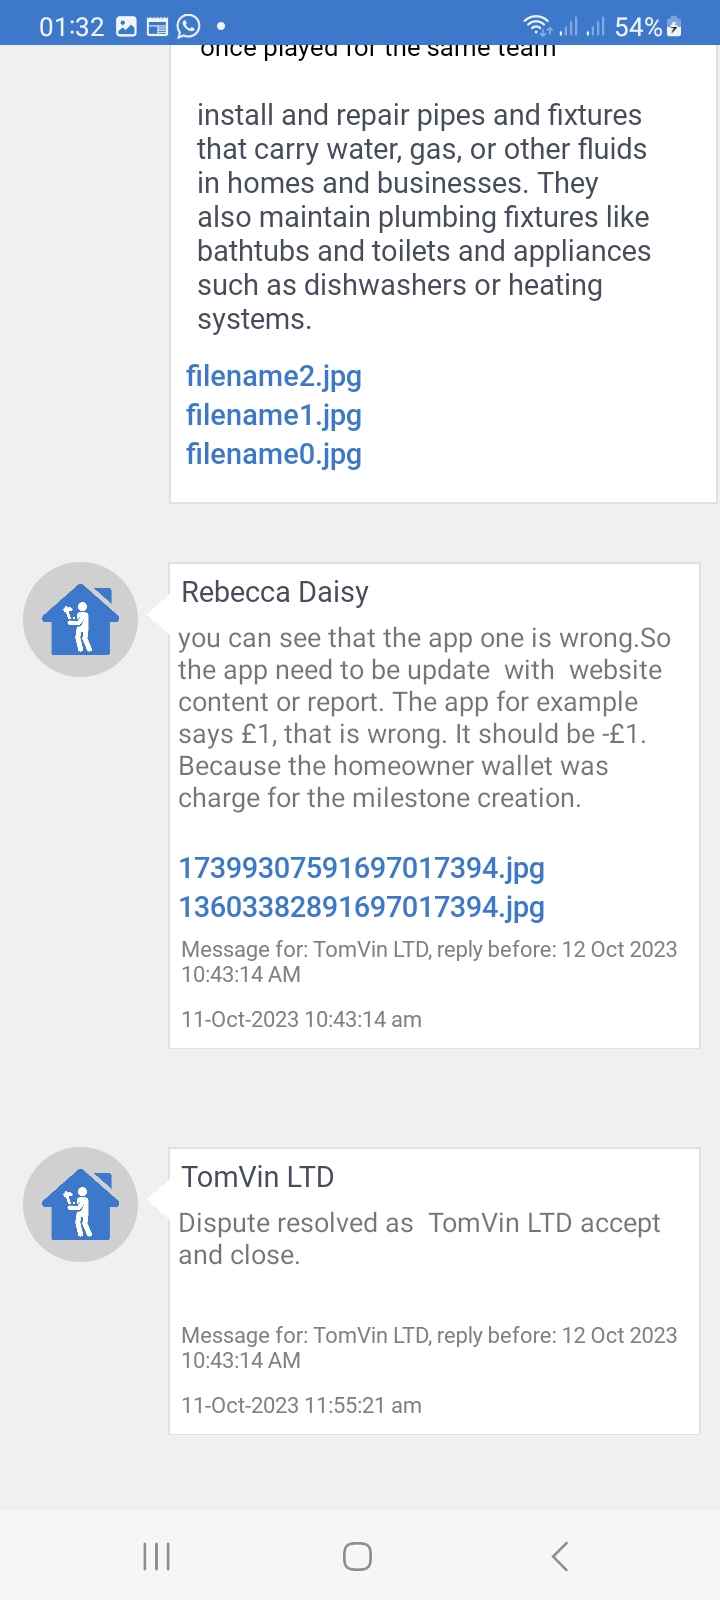 01:32 54%
once played for the same team
install and repair pipes and fixtures
that carry water, gas, or other fluids
in homes and businesses. They
also maintain plumbing fixtures like
bathtubs and toilets and appliances
such as dishwashers or heating
systems.
filename2.jpg
filename1.jpg
filename0.jpg
Rebecca Daisy
you can see that the app one is wrong.So
the app need to be update  with  website
content or report. The app for example
says £1, that is wrong. It should be -£1.
Because the homeowner wallet was
charge for the milestone creation.
17399307591697017394.jpg
13603382891697017394.jpg
Message for: TomVin LTD, reply before: 12 Oct 2023
10:43:14 AM
11-Oct-2023 10:43:14 am
TomVin LTD
Dispute resolved as  TomVin LTD accept
and close.
Message for: TomVin LTD, reply before: 12 Oct 2023
10:43:14 AM
11-Oct-2023 11:55:21 am